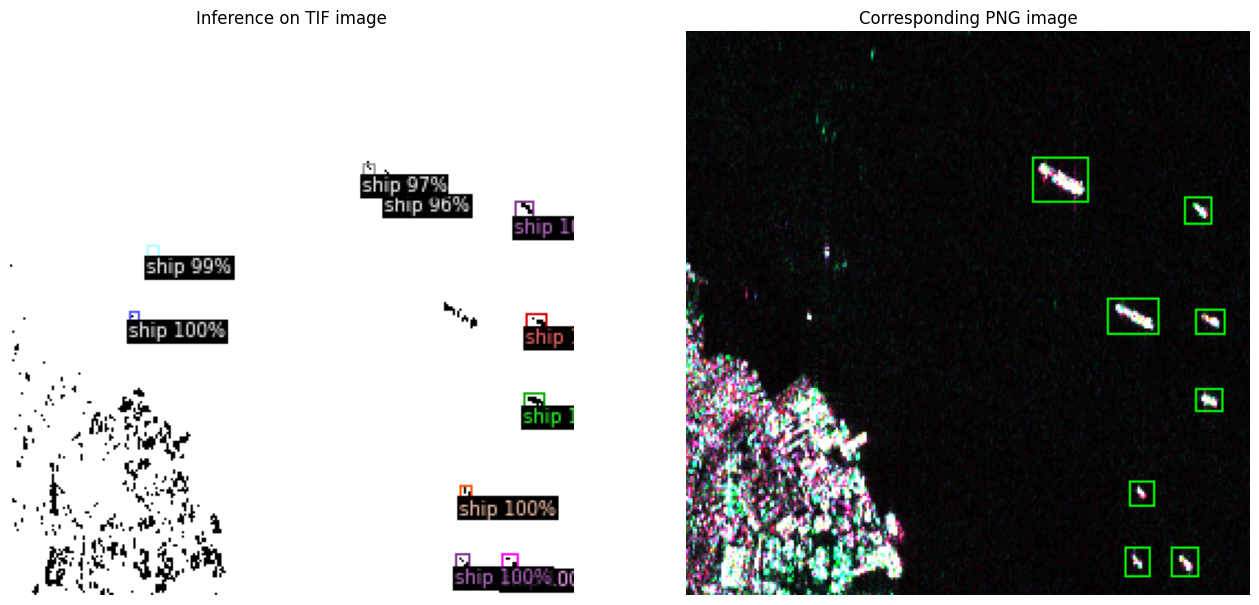 Inference on TIF image
Corresponding PNG image
ship 97%
ship 96%
ship 10
ship 99%
ship 100%
ship
ship
ship 100%
ship 100%